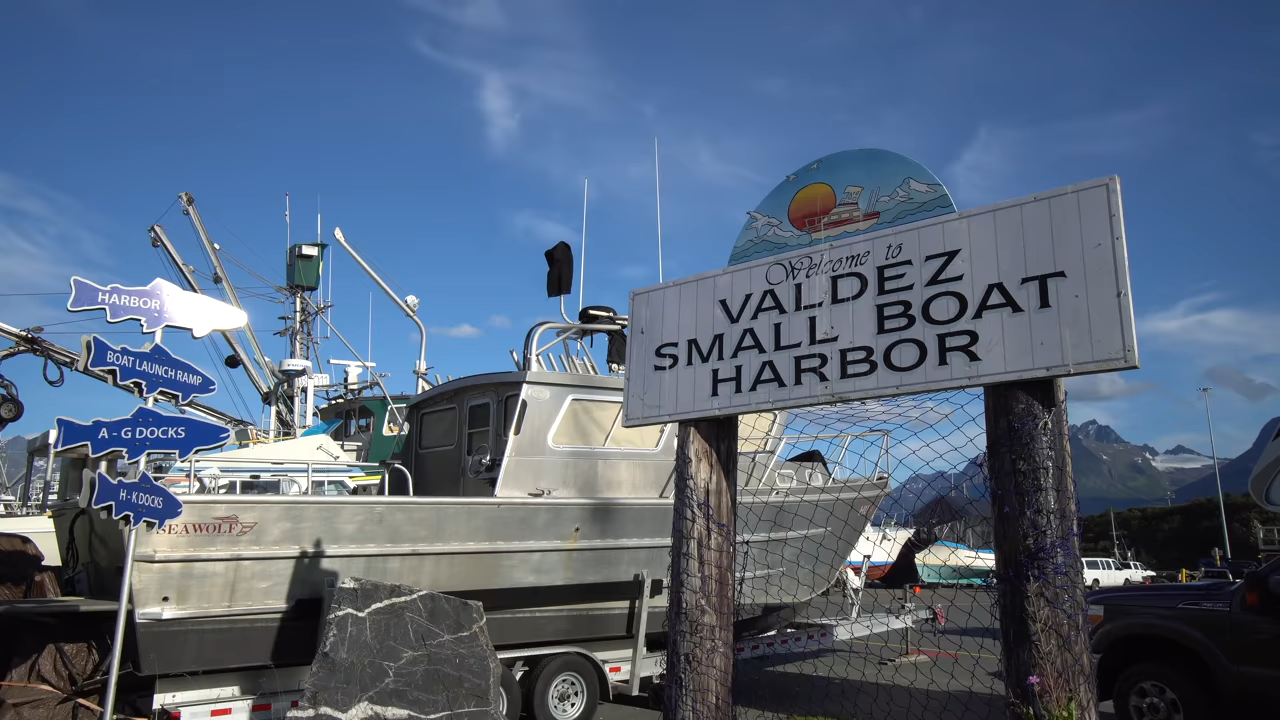 Welcome to
VALDEZ
SMALL BOAT
HARBOR
HARBOR
BOAT LAUNCH RAMP
A - G DOCKS
H - K DOCKS
SEAWOLF